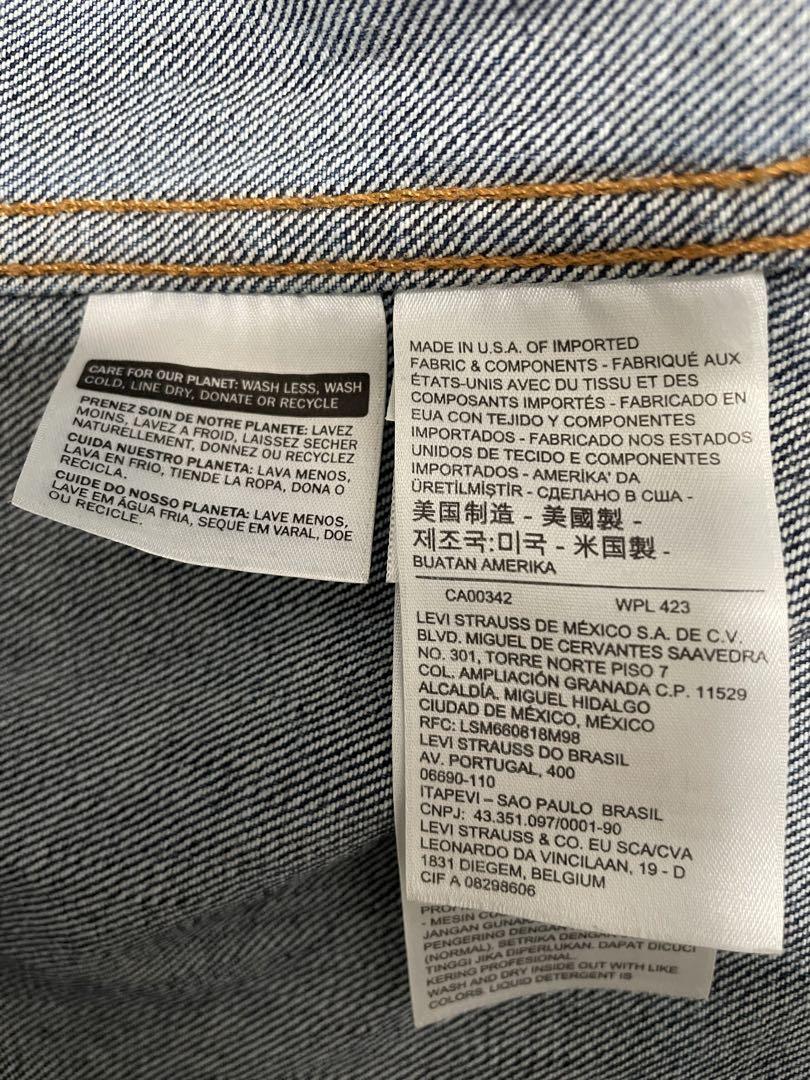 CARE FOR OUR PLANET: WASH LESS, WASH
COLD, LINE DRY, DONATE OR RECYCLE
PRENEZ SOIN DE NOTRE PLANETE: LAVEZ
MOINS, LAVEZ A FROID, LAISSEZ SECHER
NATURELLEMENT, DONNEZ OU RECYCLEZ
CUIDA NUESTRO PLANETA: LAVA MENOS,
LAVA EN FRIO, TIENDE LA ROPA, DONA O
RECICLA.
CUIDE DO NOSSO PLANETA: LAVE MENOS,
LAVE EM ÁGUA FRIA, SEQUE EM VARAL, DOE
OU RECICLE.
MADE IN U.S.A. OF IMPORTED
FABRIC & COMPONENTS - FABRIQUÉ AUX
ÉTATS-UNIS AVEC DU TISSU ET DES
COMPOSANTS IMPORTÉS - FABRICADO EN
EUA CON TEJIDO Y COMPONENTES
IMPORTADOS - FABRICADO NOS ESTADOS
UNIDOS DE TECIDO E COMPONENTES
IMPORTADOS - AMERİKA' DA
ÜRETİLMİŞTİR - СДЕЛАНО В США -
美国制造 - 美國製 -
제조국:미국 - 米国製 -
BUATAN AMERIKA
CA00342 WPL 423
LEVI STRAUSS DE MÉXICO S.A. DE C.V.
BLVD. MIGUEL DE CERVANTES SAAVEDRA
NO. 301, TORRE NORTE PISO 7
COL. AMPLIACIÓN GRANADA C.P. 11529
ALCALDÍA. MIGUEL HIDALGO
CIUDAD DE MÉXICO, MÉXICO
RFC: LSM660818M98
LEVI STRAUSS DO BRASIL
AV. PORTUGAL, 400
06690-110
ITAPEVI – SAO PAULO BRASIL
CNPJ: 43.351.097/0001-90
LEVI STRAUSS & CO. EU SCA/CVA
LEONARDO DA VINCILAAN, 19 - D
1831 DIEGEM, BELGIUM
CIF A 08298606
- MESIN
JANGAN
PENGERING DENGAN
(NORMAL). SETRIKA DENGAN
TINGGI JIKA DIPERLUKAN. DAPAT DICUCI
KERING PROFESIONAL.
WASH AND DRY INSIDE OUT WITH LIKE
COLORS. LIQUID DETERGENT IS